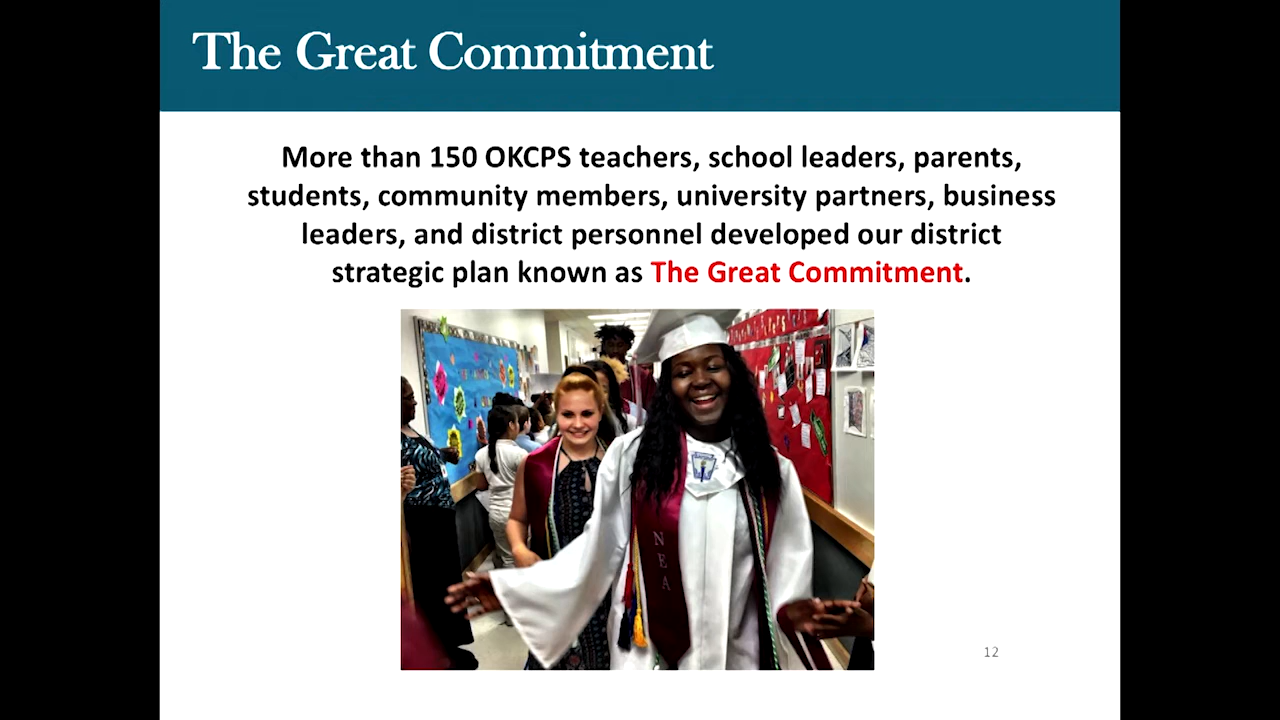 The Great Commitment
More than 150 OKCPS teachers, school leaders, parents,
students, community members, university partners, business
leaders, and district personnel developed our district
strategic plan known as The Great Commitment.
N
E
A
12